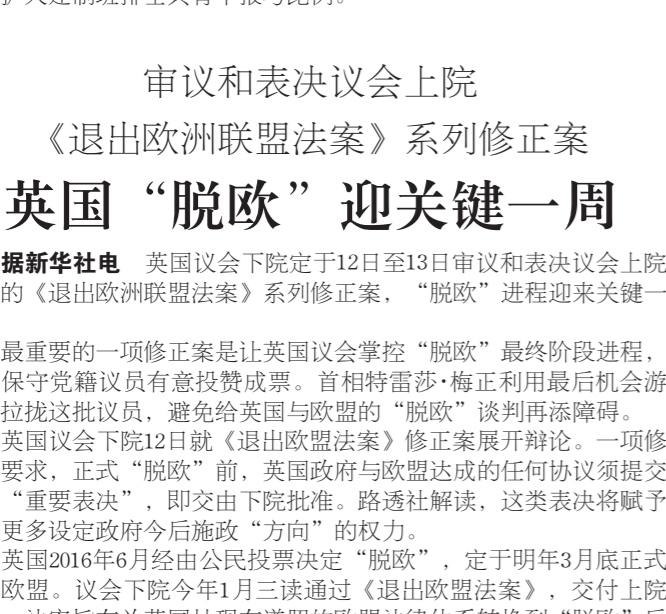 扩大定制班招生具有本报考比例。
审议和表决议会上院
《退出欧洲联盟法案》系列修正案
英国“脱欧”迎关键一周
据新华社电 英国议会下院定于12日至13日审议和表决议会上院
的《退出欧洲联盟法案》系列修正案，“脱欧”进程迎来关键一
最重要的一项修正案是让英国议会掌控“脱欧”最终阶段进程，
保守党籍议员有意投赞成票。首相特雷莎·梅正利用最后机会游
拉拢这批议员，避免给英国与欧盟的“脱欧”谈判再添障碍。
英国议会下院12日就《退出欧盟法案》修正案展开辩论。一项修
要求，正式“脱欧”前，英国政府与欧盟达成的任何协议须提交
“重要表决”，即交由下院批准。路透社解读，这类表决将赋予
更多设定政府今后施政“方向”的权力。
英国2016年6月经由公民投票决定“脱欧”，定于明年3月底正式
欧盟。议会下院今年1月三读通过《退出欧盟法案》，交付上院